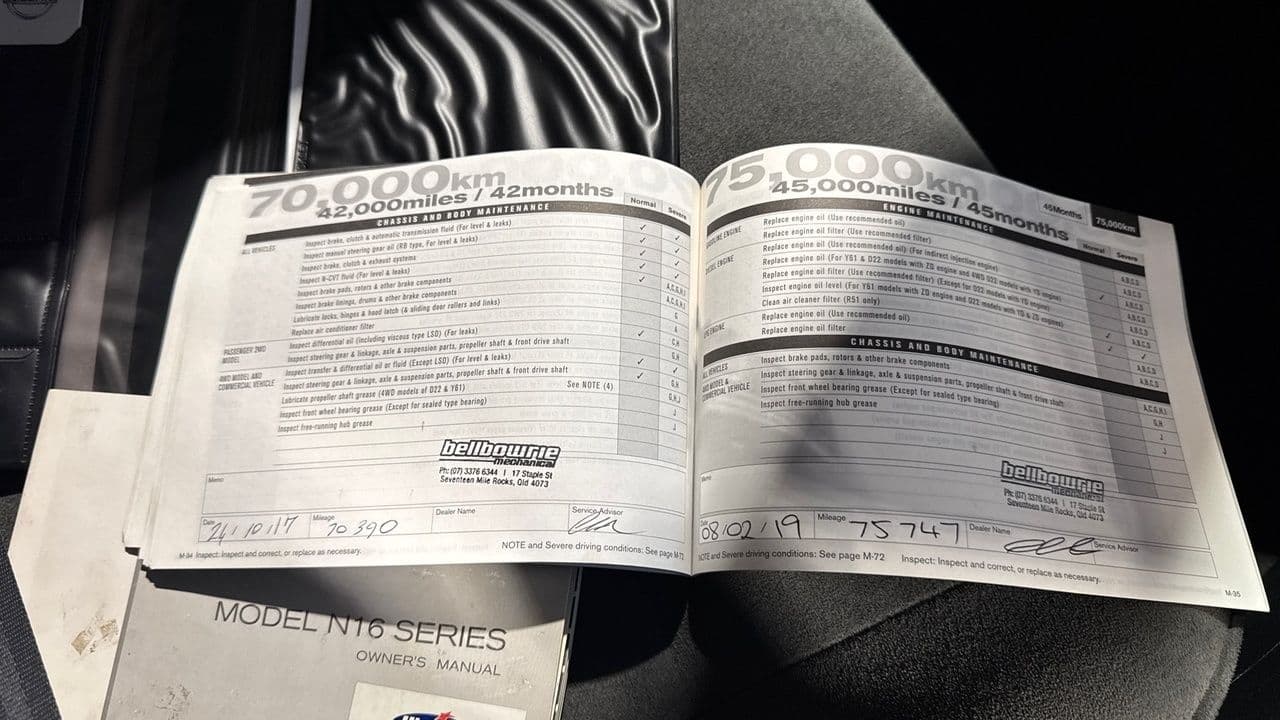 70,000km
42,000miles / 42months
CHASSIS AND BODY MAINTENANCE
Normal
Severe
ALL VEHICLES
Inspect brake, clutch & automatic transmission fluid (For level & leaks)
Inspect manual steering gear oil (RB type, For level & leaks)
Inspect brake, clutch & exhaust systems
Inspect N-CVT fluid (For level & leaks)
Inspect brake pads, rotors & other brake components
Inspect brake linings, drums & other brake components
Lubricate locks, hinges & hood latch (& sliding door rollers and links)
Replace air conditioner filter
PASSENGER 2WD MODEL
Inspect differential oil (including viscous type LSD) (For leaks)
Inspect steering gear & linkage, axle & suspension parts, propeller shaft & front drive shaft
4WD MODEL AND COMMERCIAL VEHICLE
Inspect transfer & differential oil or fluid (Except LSD) (For level & leaks)
Inspect steering gear & linkage, axle & suspension parts, propeller shaft & front drive shaft
Lubricate propeller shaft grease (4WD models of D22 & Y61) See NOTE (4)
Inspect front wheel bearing grease (Except for sealed type bearing)
Inspect free-running hub grease
bellbowrie
mechanical
Ph: (07) 3376 6344 | 17 Staple St
Seventeen Mile Rocks, Qld 4073
Memo
Date 24/10/17 Mileage 70390 Dealer Name Service Advisor
M-34 Inspect: Inspect and correct, or replace as necessary. NOTE and Severe driving conditions: See page M-72
75,000km
45,000miles / 45months
45Months
75,000km
ENGINE MAINTENANCE
Normal
Severe
Replace engine oil (Use recommended oil)
Replace engine oil filter (Use recommended filter)
Replace engine oil (Use recommended oil) (For indirect injection engine)
Replace engine oil (For Y61 & D22 models with ZD engine and 4WD D22 models with YD engine)
Replace engine oil filter (Use recommended filter) (Except for D22 models with YD engine)
Inspect engine oil level (For Y61 models with ZD engine and D22 models with YD & ZD engines)
Clean air cleaner filter (RS1 only)
Replace engine oil (Use recommended oil)
Replace engine oil filter
CHASSIS AND BODY MAINTENANCE
ALL VEHICLES
Inspect brake pads, rotors & other brake components
4WD MODEL & COMMERCIAL VEHICLE
Inspect steering gear & linkage, axle & suspension parts, propeller shaft & front drive shaft
Inspect front wheel bearing grease (Except for sealed type bearing)
Inspect free-running hub grease
bellbowrie
mechanical
Ph: (07) 3376 6344 | 17 Staple St
Seventeen Mile Rocks, Qld 4073
Memo
Date 08/02/19 Mileage 75747 Dealer Name Service Advisor
NOTE and Severe driving conditions: See page M-72 Inspect: Inspect and correct, or replace as necessary.
M-35
MODEL N16 SERIES
OWNER'S MANUAL